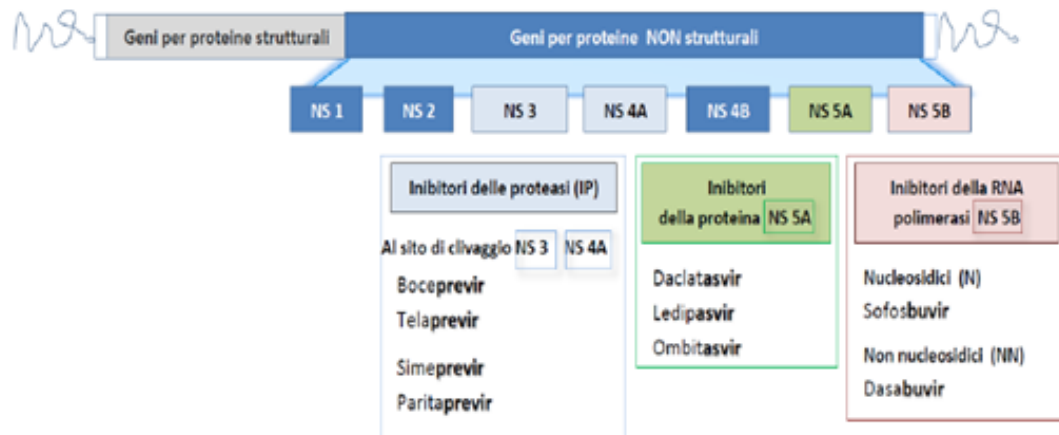 Geni per proteine strutturali
Geni per proteine NON strutturali
NS 1
NS 2
NS 3
NS 4A
NS 4B
NS 5A
NS 5B
Inibitori delle proteasi (IP)
Al sito di clivaggio NS 3 NS 4A
Boceprevir
Telaprevir
Simeprevir
Paritaprevir
Inibitori
della proteina NS 5A
Daclatasvir
Ledipasvir
Ombitasvir
Inibitori della RNA
polimerasi NS 5B
Nucleosidici (N)
Sofosbuvir
Non nucleosidici (NN)
Dasabuvir